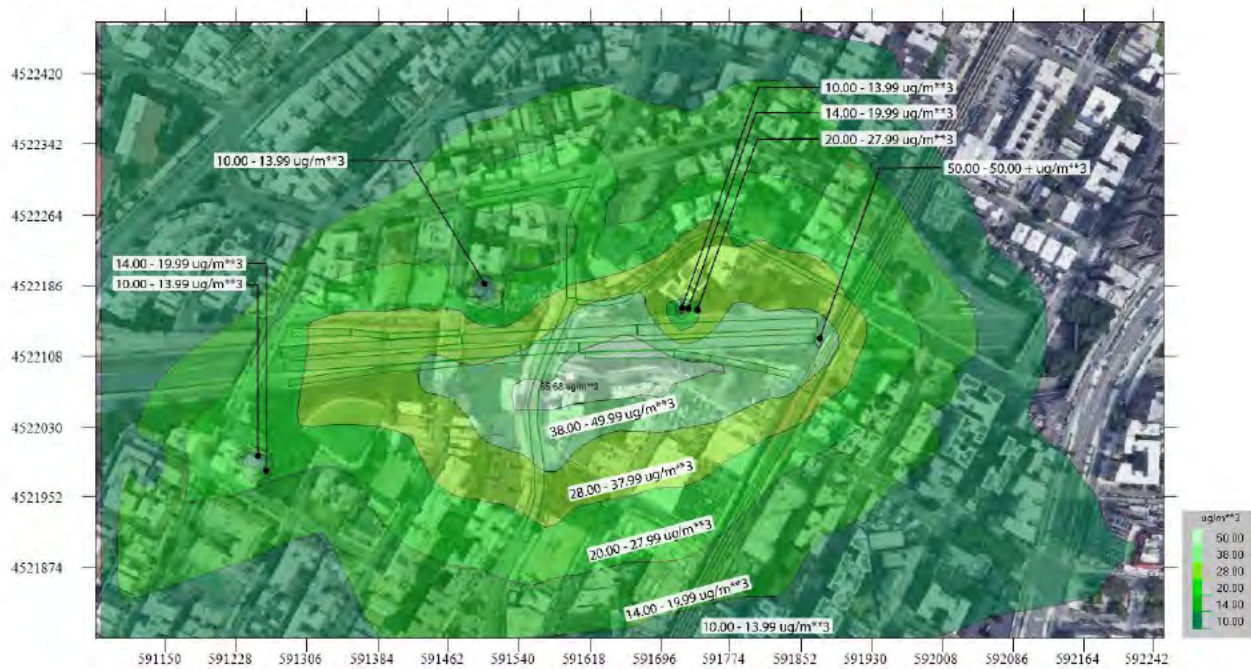 4522420
4522342
4522264
4522186
4522108
4522030
4521952
4521874
10.00 - 13.99 ug/m**3
14.00 - 19.99 ug/m**3
20.00 - 27.99 ug/m**3
50.00 - 50.00 + ug/m**3
10.00 - 13.99 ug/m**3
14.00 - 19.99 ug/m**3
10.00 - 13.99 ug/m**3
38.00 - 49.99 ug/m**3
28.00 - 37.99 ug/m**3
20.00 - 27.99 ug/m**3
14.00 - 19.99 ug/m**3
10.00 - 13.99 ug/m**3
ug/m**3
50.00
38.00
28.00
20.00
14.00
10.00
591150 591228 591306 591384 591462 591540 591618 591696 591774 591852 591930 592008 592086 592164 592242